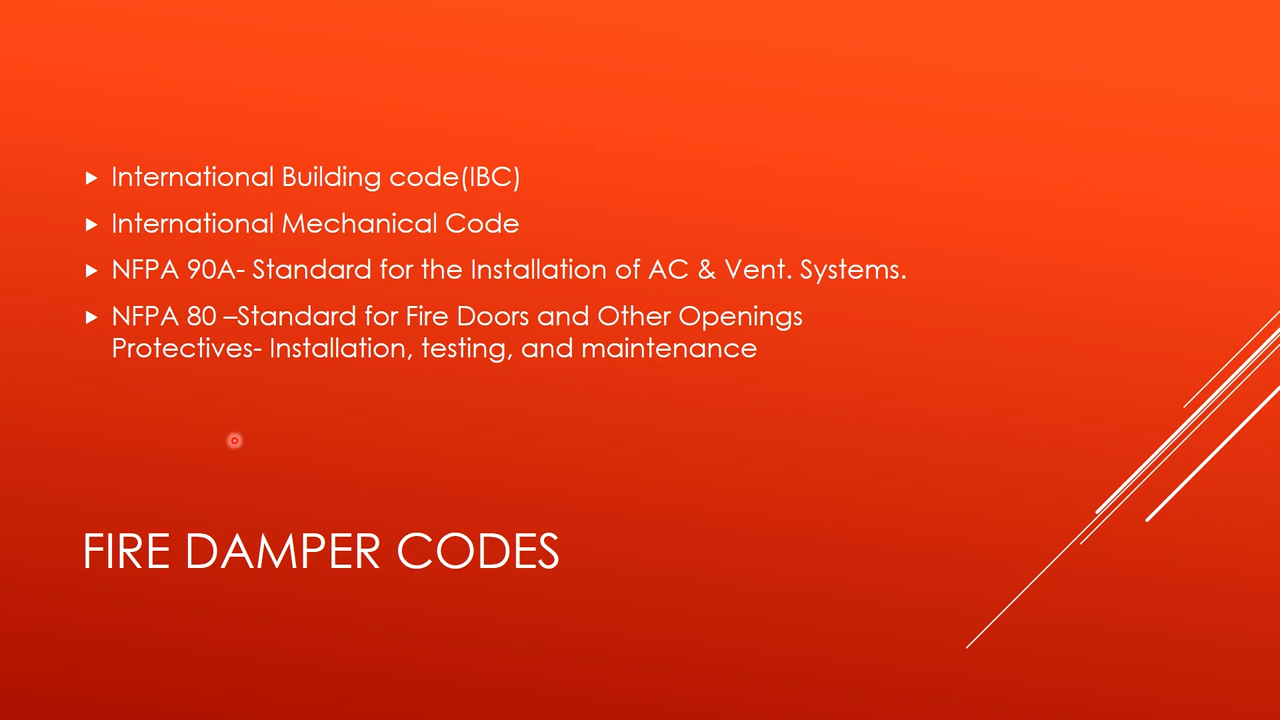 International Building code(IBC)
International Mechanical Code
NFPA 90A- Standard for the Installation of AC & Vent. Systems.
NFPA 80 –Standard for Fire Doors and Other Openings
Protectives- Installation, testing, and maintenance
FIRE DAMPER CODES